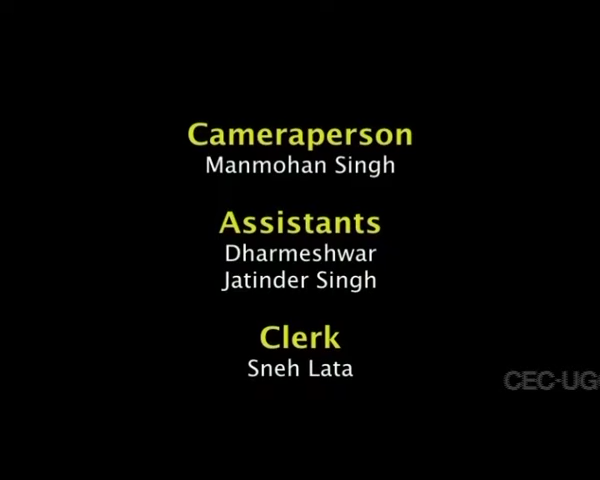 Cameraperson
Manmohan Singh
Assistants
Dharmeshwar
Jatinder Singh
Clerk
Sneh Lata
CEC-UG